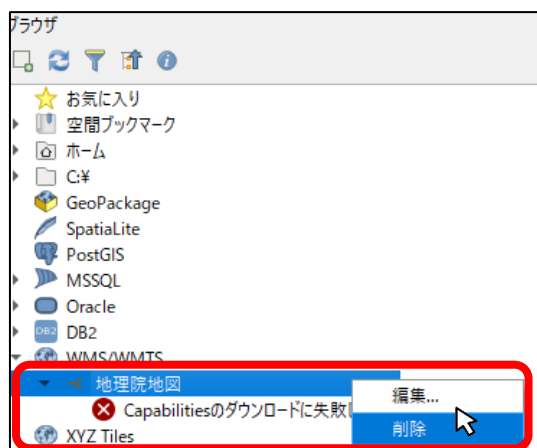 ブラウザ
お気に入り
空間ブックマーク
ホーム
C:¥
GeoPackage
SpatiaLite
PostGIS
MSSQL
Oracle
DB2
DB2
WMS/WMTS
地理院地図
編集...
Capabilitiesのダウンロードに失敗
削除
XYZ Tiles